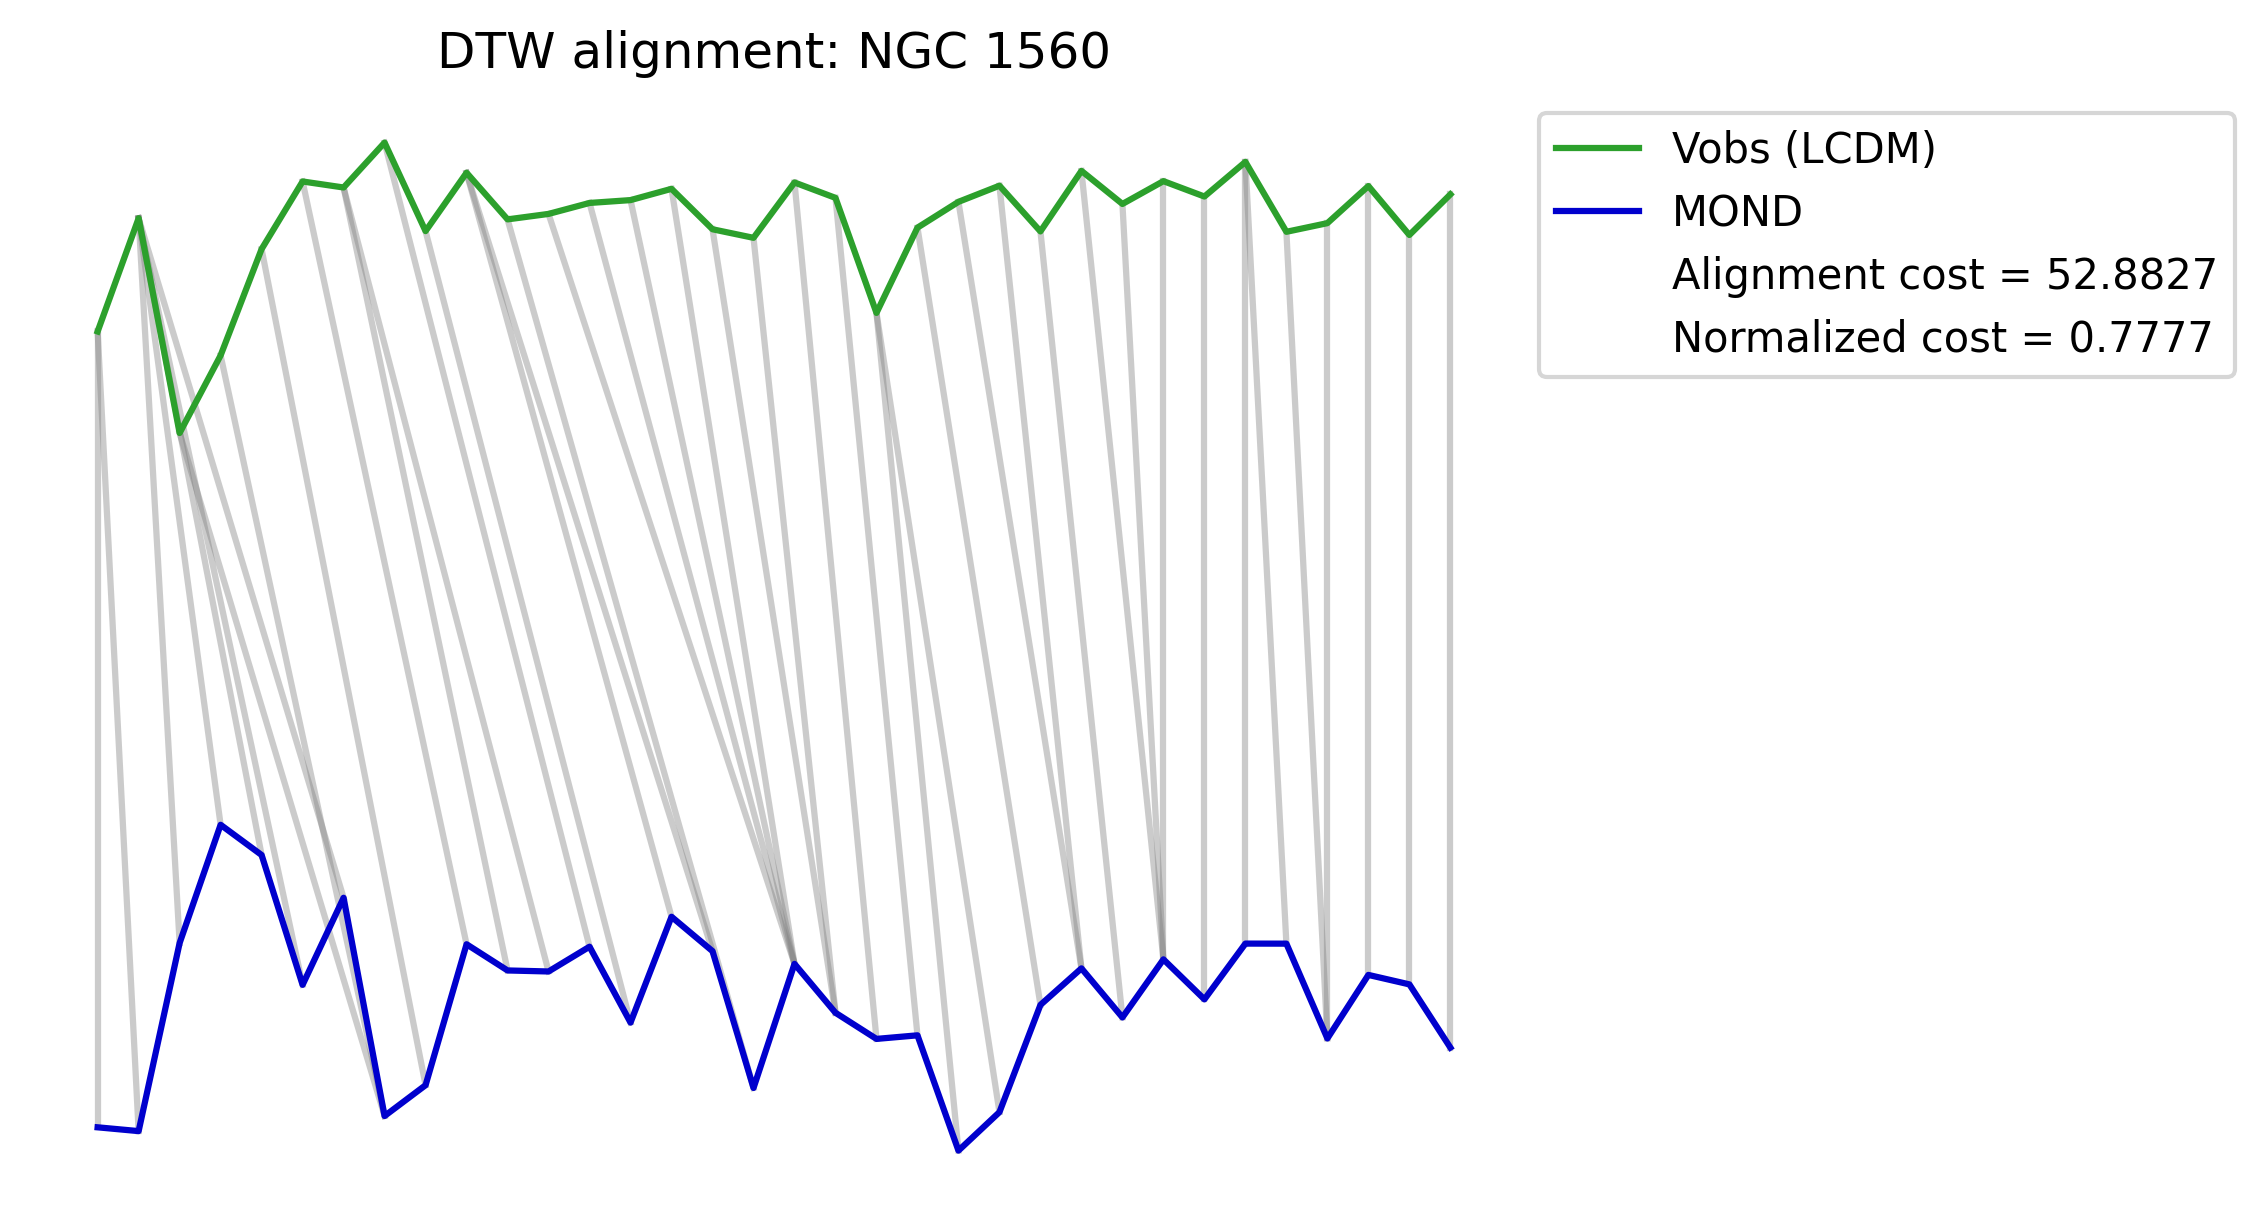 DTW alignment: NGC 1560
Vobs (LCDM)
MOND
Alignment cost = 52.8827
Normalized cost = 0.7777